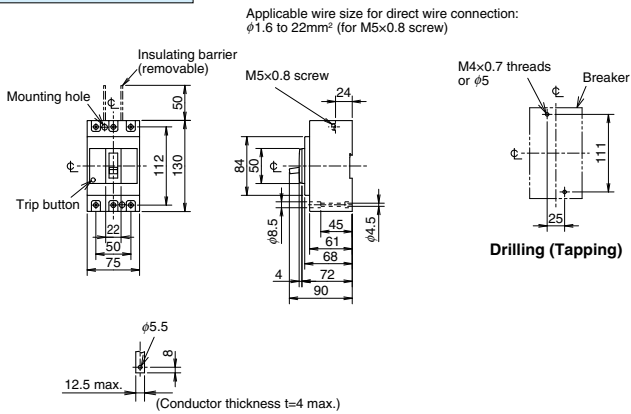 Applicable wire size for direct wire connection:
φ1.6 to 22mm² (for M5×0.8 screw)
Insulating barrier
(removable)
Mounting hole
℄
50
℄
112
130
Trip button
22
50
75
M5×0.8 screw
24
84
50
℄
φ8.5
φ4.5
45
61
68
4
72
90
M4×0.7 threads
or φ5
℄
Breaker
℄
111
25
Drilling (Tapping)
φ5.5
8
12.5 max.
(Conductor thickness t=4 max.)